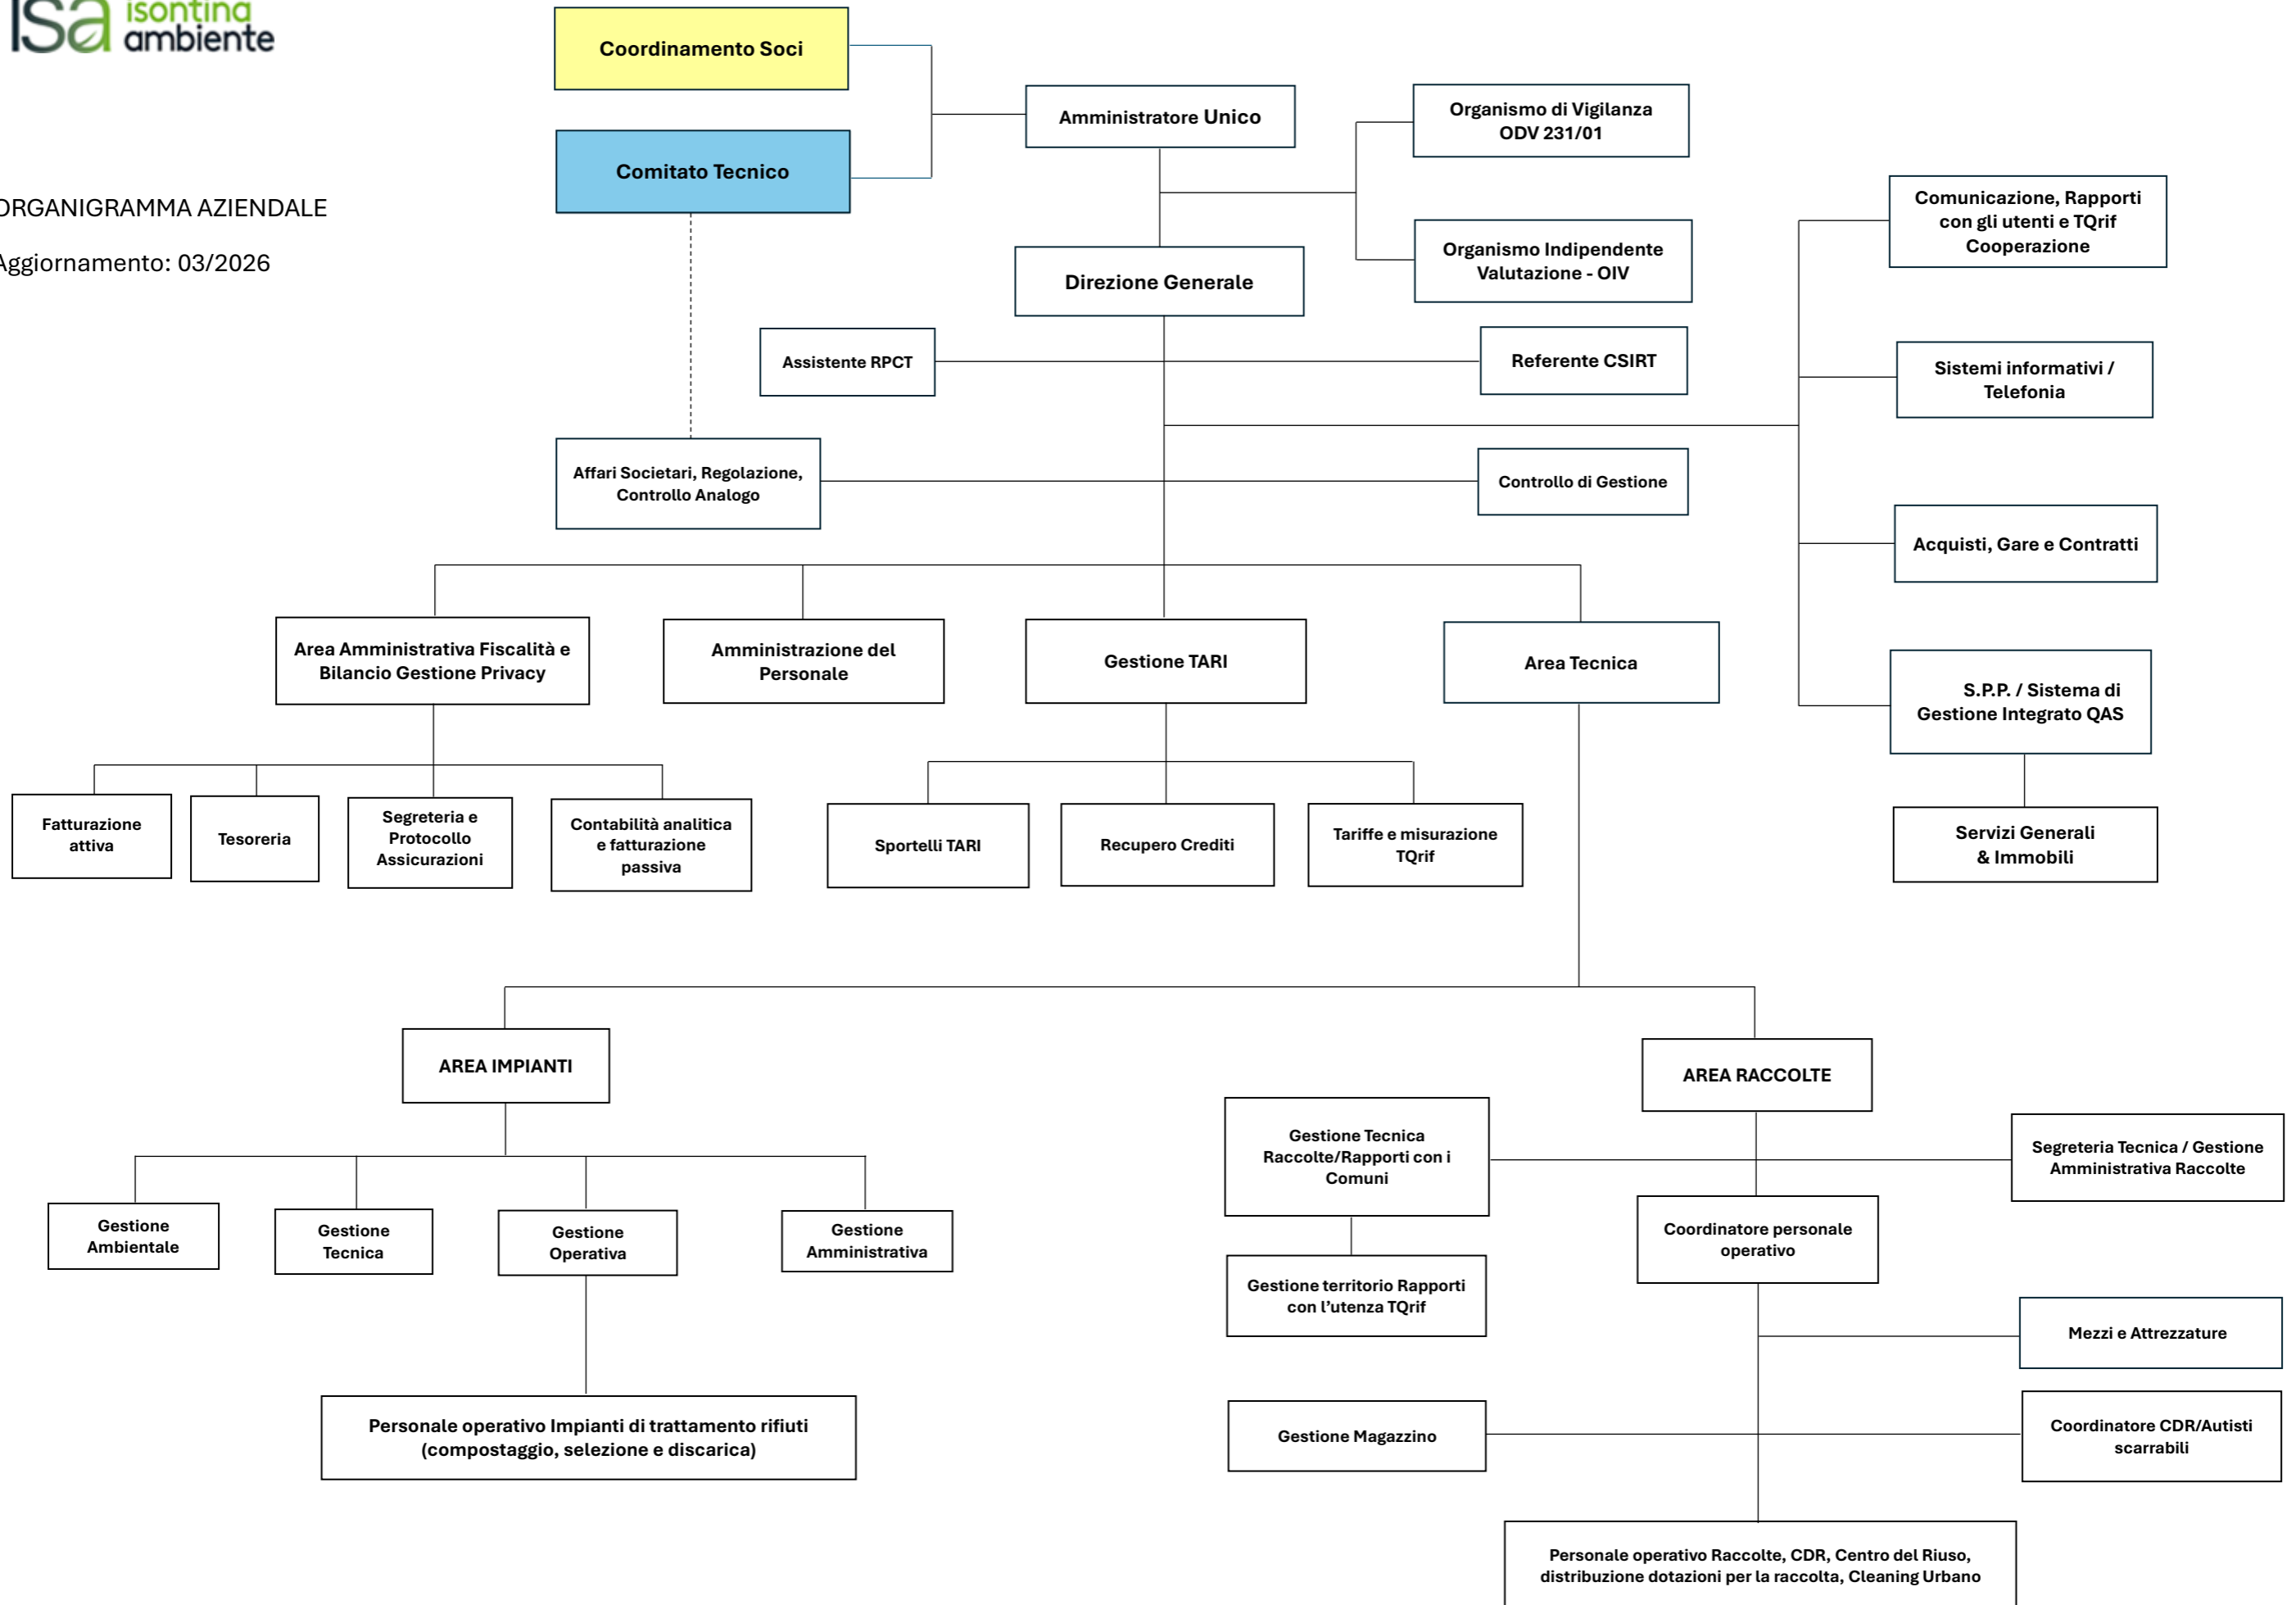 isa isontina
ambiente
Coordinamento Soci
Amministratore Unico
Organismo di Vigilanza
ODV 231/01
Comitato Tecnico
ORGANIGRAMMA AZIENDALE
Aggiornamento: 03/2026
Comunicazione, Rapporti
con gli utenti e TQrif
Cooperazione
Organismo Indipendente
Valutazione - OIV
Direzione Generale
Assistente RPCT
Referente CSIRT
Sistemi informativi /
Telefonia
Affari Societari, Regolazione,
Controllo Analogo
Controllo di Gestione
Acquisti, Gare e Contratti
Area Amministrativa Fiscalità e
Bilancio Gestione Privacy
Amministrazione del
Personale
Gestione TARI
Area Tecnica
S.P.P. / Sistema di
Gestione Integrato QAS
Fatturazione
attiva
Tesoreria
Segreteria e
Protocollo
Assicurazioni
Contabilità analitica
e fatturazione
passiva
Sportelli TARI
Recupero Crediti
Tariffe e misurazione
TQrif
Servizi Generali
& Immobili
AREA IMPIANTI
AREA RACCOLTE
Gestione Tecnica
Raccolte/Rapporti con i
Comuni
Segreteria Tecnica / Gestione
Amministrativa Raccolte
Gestione
Ambientale
Gestione
Tecnica
Gestione
Operativa
Gestione
Amministrativa
Coordinatore personale
operativo
Gestione territorio Rapporti
con l’utenza TQrif
Mezzi e Attrezzature
Personale operativo Impianti di trattamento rifiuti
(compostaggio, selezione e discarica)
Gestione Magazzino
Coordinatore CDR/Autisti
scarrabili
Personale operativo Raccolte, CDR, Centro del Riuso,
distribuzione dotazioni per la raccolta, Cleaning Urbano